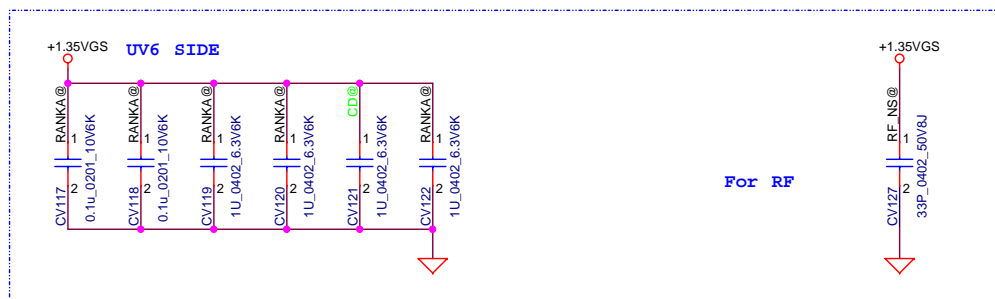 +1.35VGS
UV6 SIDE
+1.35VGS
RANKA@
RANKA@
RANKA@
RANKA@
CD@
RANKA@
RF_NS@
1
1
1
1
1
1
1
0.1u_0201_10V6K
0.1u_0201_10V6K
1U_0402_6.3V6K
1U_0402_6.3V6K
1U_0402_6.3V6K
1U_0402_6.3V6K
33P_0402_50V8J
For RF
2
2
2
2
2
2
2
CV117
CV118
CV119
CV120
CV121
CV122
CV127